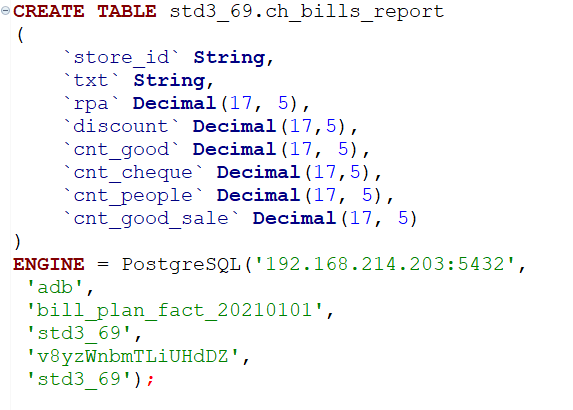 CREATE TABLE std3_69.ch_bills_report
(
`store_id` String,
`txt` String,
`rpa` Decimal(17, 5),
`discount` Decimal(17,5),
`cnt_good` Decimal(17, 5),
`cnt_cheque` Decimal(17,5),
`cnt_people` Decimal(17, 5),
`cnt_good_sale` Decimal(17, 5)
)
ENGINE = PostgreSQL('192.168.214.203:5432',
'adb',
'bill_plan_fact_20210101',
'std3_69',
'v8yzWnbmTLiUHdDZ',
'std3_69');